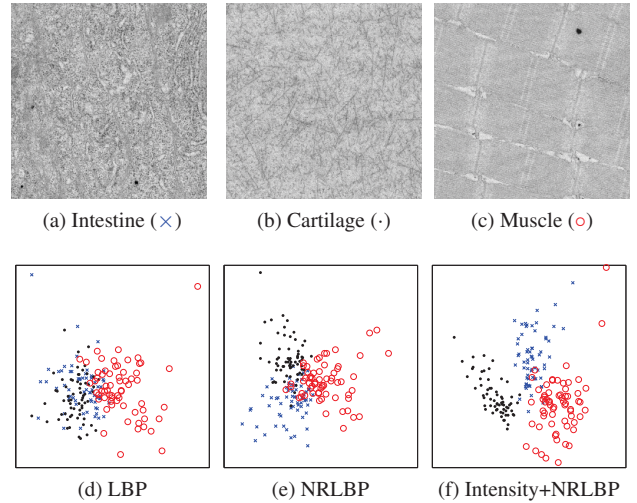 (a) Intestine (×)
(b) Cartilage (·)
(c) Muscle (○)
(d) LBP
(e) NRLBP
(f) Intensity+NRLBP